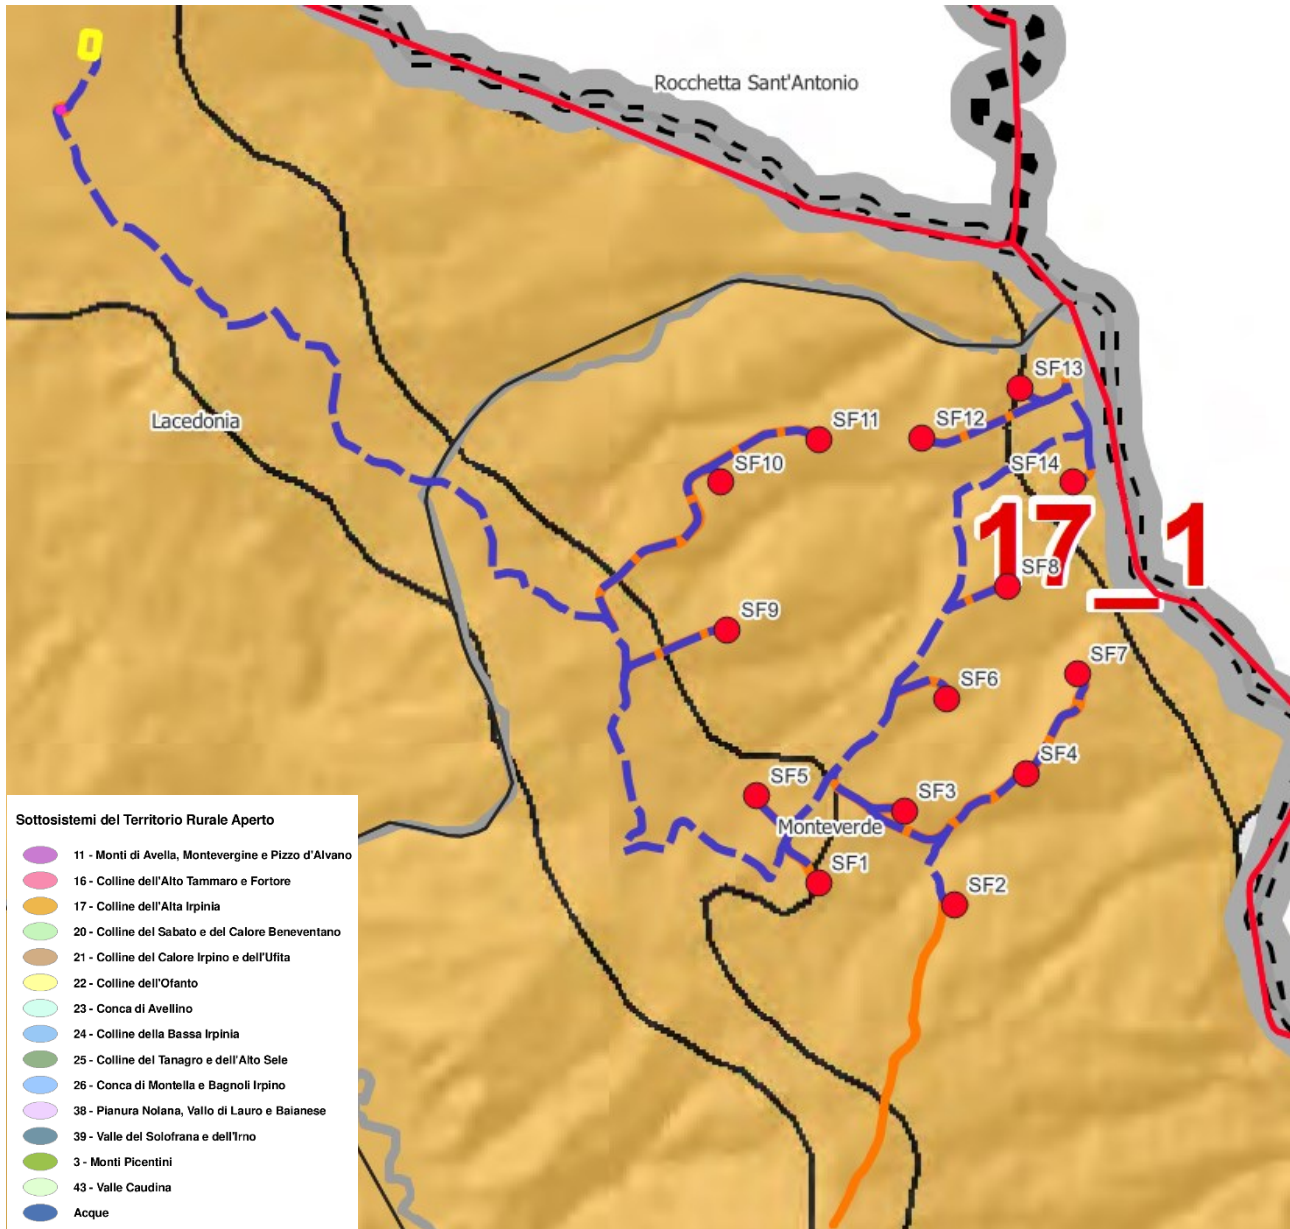 Rocchetta Sant'Antonio
SF13
SF12
SF11
Lacedonia
SF10
SF14
17_1
SF8
SF9
SF7
SF6
SF4
SF5
SF3
Monteverde
SF1
SF2
Sottosistemi del Territorio Rurale Aperto
11 - Monti di Avella, Montevergine e Pizzo d'Alvano
16 - Colline dell'Alto Tammaro e Fortore
17 - Colline dell'Alta Irpinia
20 - Colline del Sabato e del Calore Beneventano
21 - Colline del Calore Irpino e dell'Ufita
22 - Colline dell'Ofanto
23 - Conca di Avellino
24 - Colline della Bassa Irpinia
25 - Colline del Tanagro e dell'Alto Sele
26 - Conca di Montella e Bagnoli Irpino
38 - Pianura Nolana, Vallo di Lauro e Baianese
39 - Valle del Solofrana e dell'Irno
3 - Monti Picentini
43 - Valle Caudina
Acque